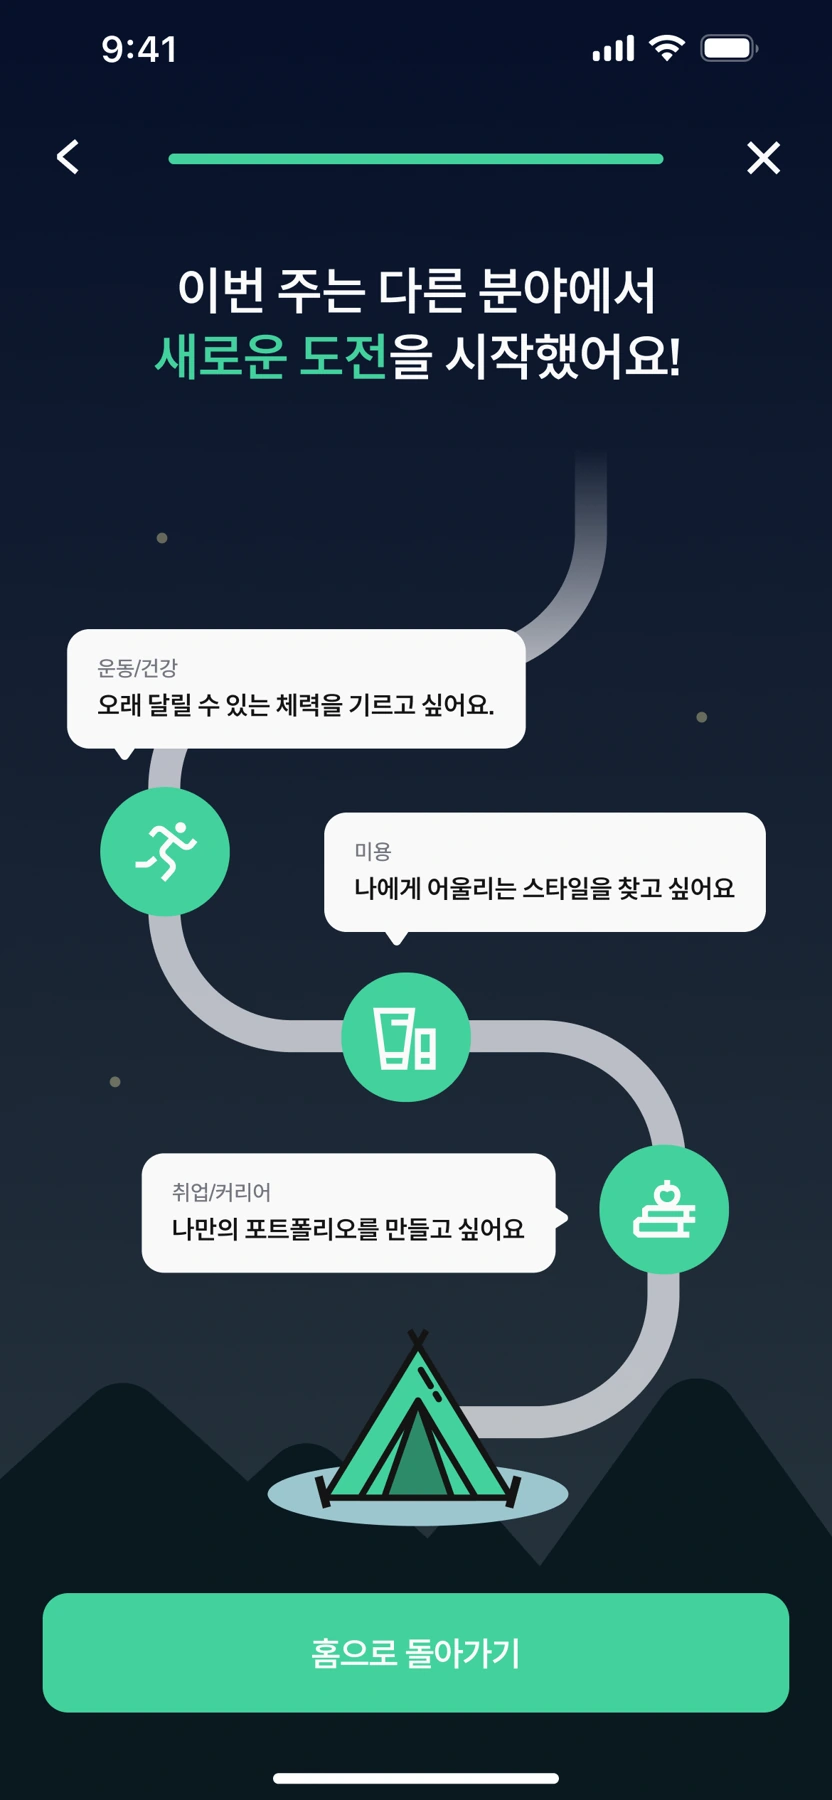 9:41
이번 주는 다른 분야에서
새로운 도전을 시작했어요!
운동/건강
오래 달릴 수 있는 체력을 기르고 싶어요.
미용
나에게 어울리는 스타일을 찾고 싶어요
취업/커리어
나만의 포트폴리오를 만들고 싶어요
홈으로 돌아가기